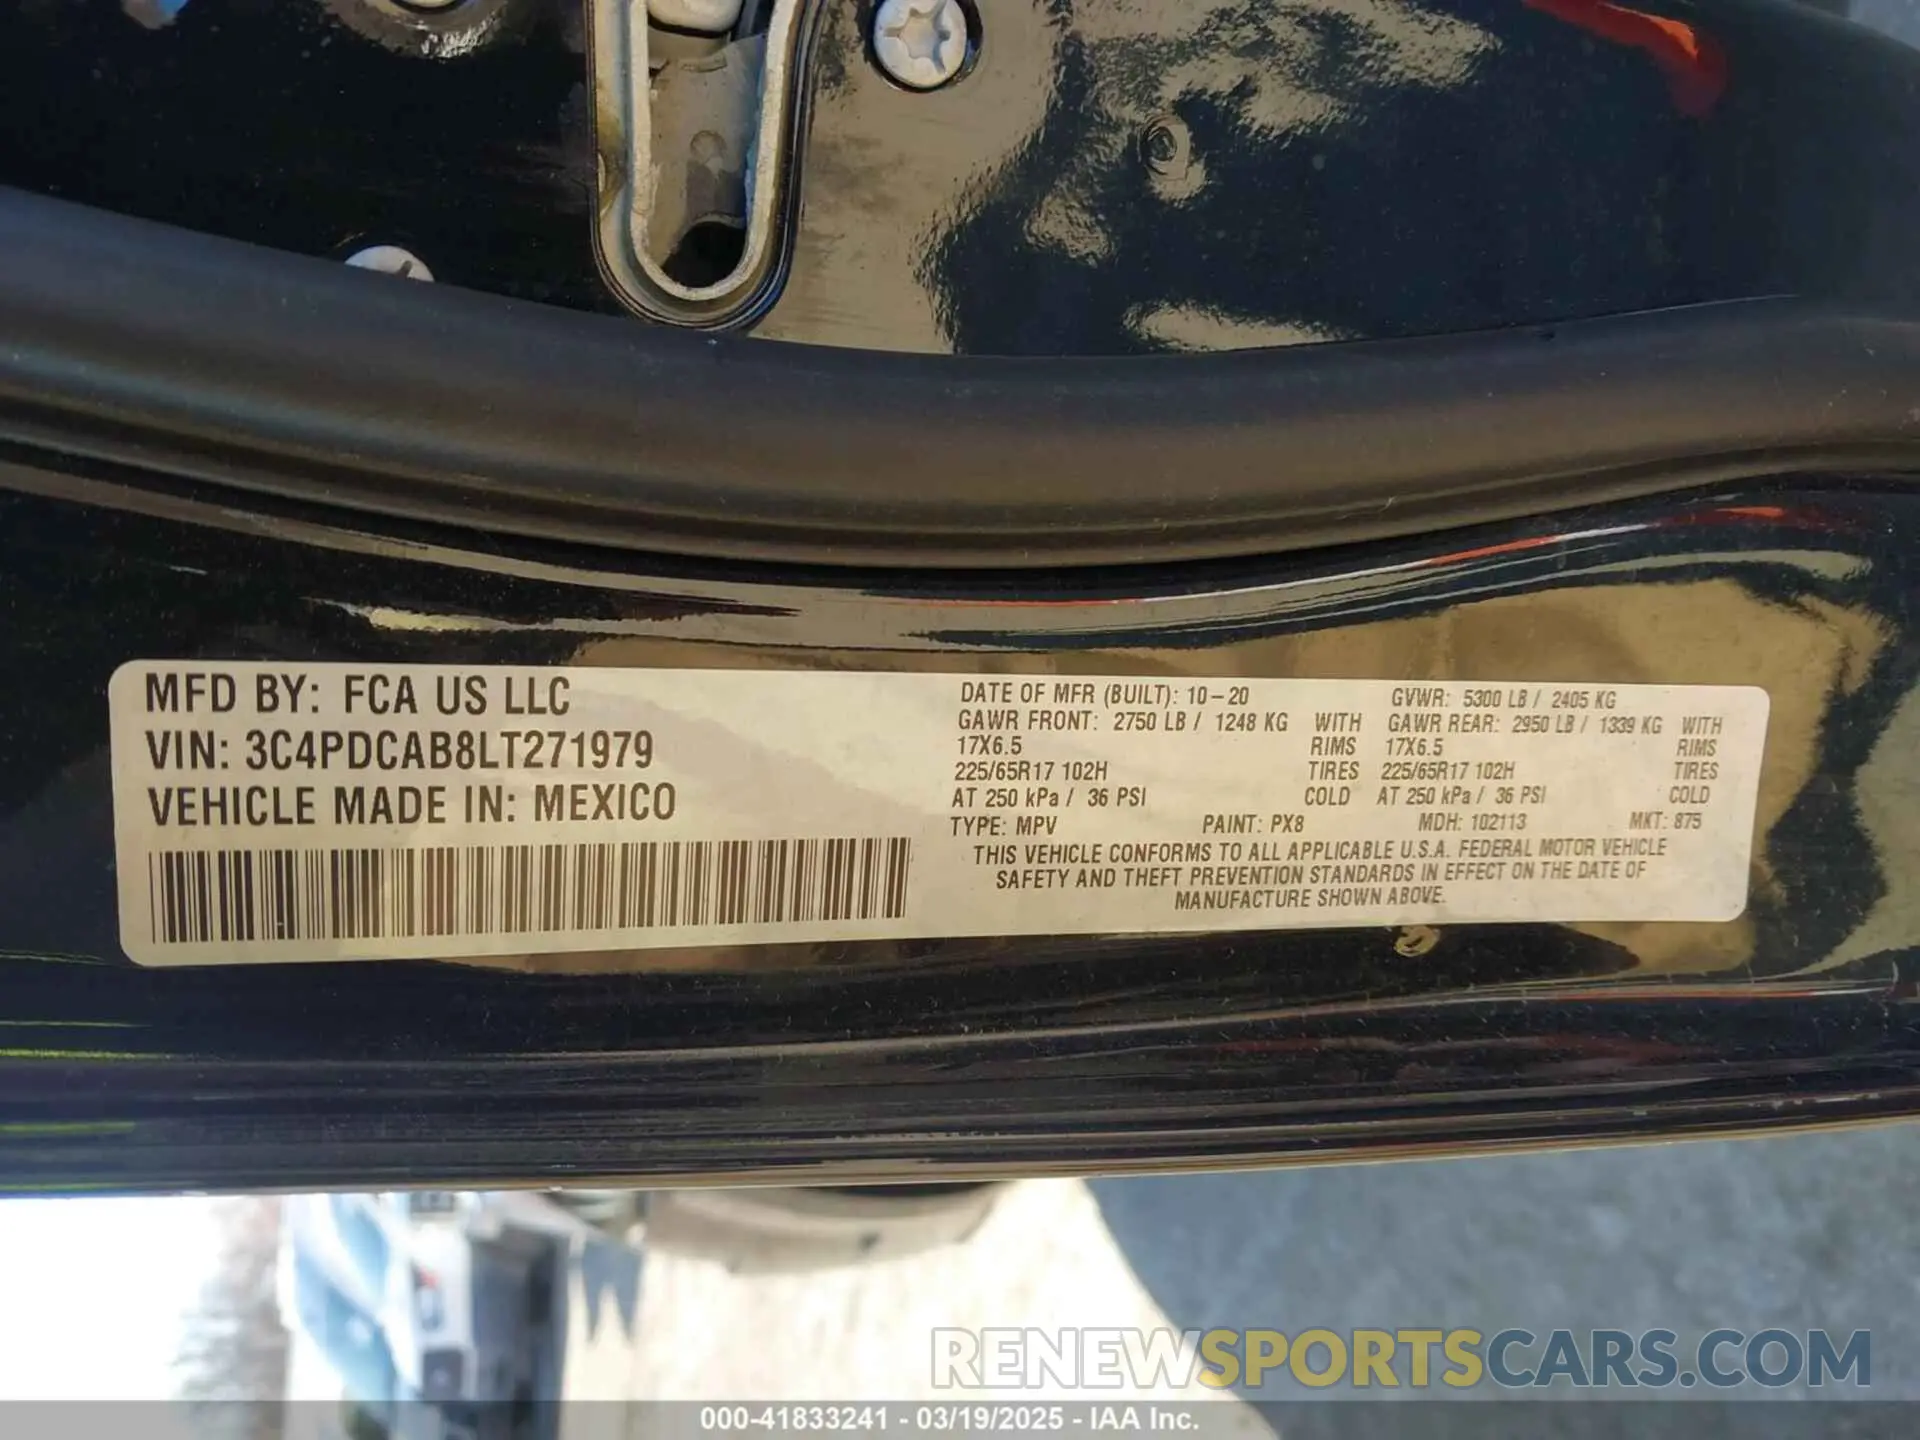 MFD BY: FCA US LLC
VIN: 3C4PDCAB8LT271979
VEHICLE MADE IN: MEXICO
DATE OF MFR (BUILT): 10-20 GVWR: 5300 LB / 2405 KG
GAWR FRONT: 2750 LB / 1248 KG WITH GAWR REAR: 2950 LB / 1339 KG WITH
17X6.5 RIMS 17X6.5 RIMS
225/65R17 102H TIRES 225/65R17 102H TIRES
AT 250 kPa / 36 PSI COLD AT 250 kPa / 36 PSI COLD
TYPE: MPV PAINT: PX8 MDH: 102113 MKT: 875
THIS VEHICLE CONFORMS TO ALL APPLICABLE U.S.A. FEDERAL MOTOR VEHICLE
SAFETY AND THEFT PREVENTION STANDARDS IN EFFECT ON THE DATE OF
MANUFACTURE SHOWN ABOVE.
RENEWSPORTSCARS.COM
000-41833241 - 03/19/2025 - IAA Inc.